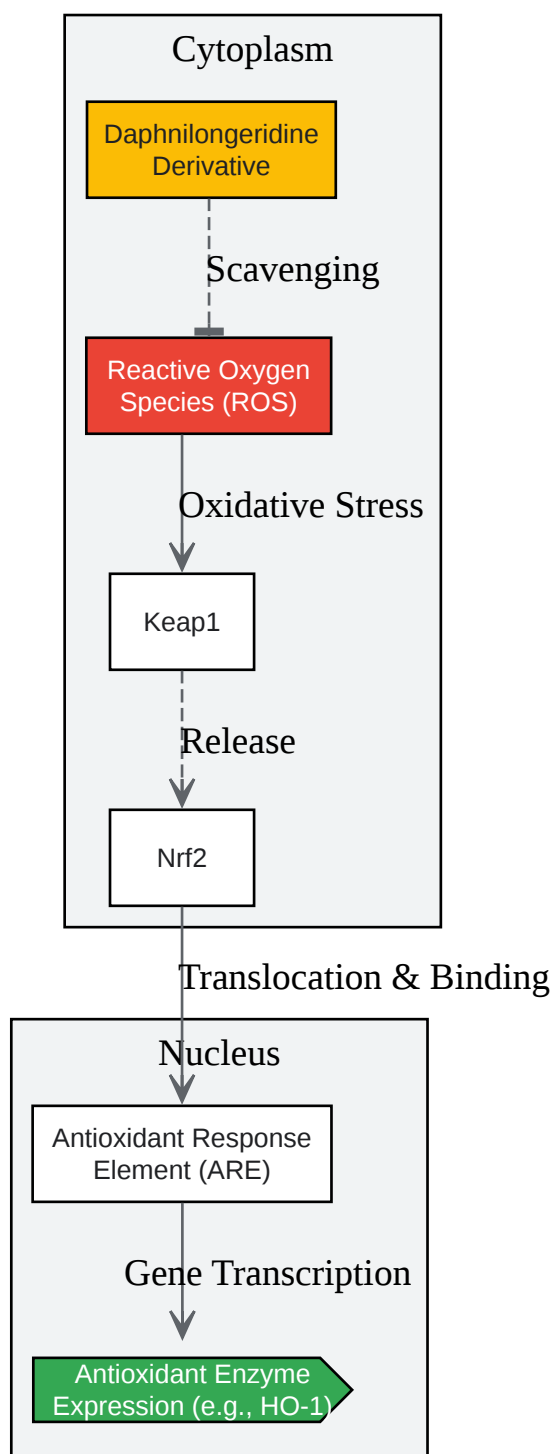 Cytoplasm
Daphnilongeridine
Derivative
Scavenging
Reactive Oxygen
Species (ROS)
Oxidative Stress
Keap1
Release
Nrf2
Translocation & Binding
Nucleus
Antioxidant Response
Element (ARE)
Gene Transcription
Antioxidant Enzyme
Expression (e.g., HO-1)